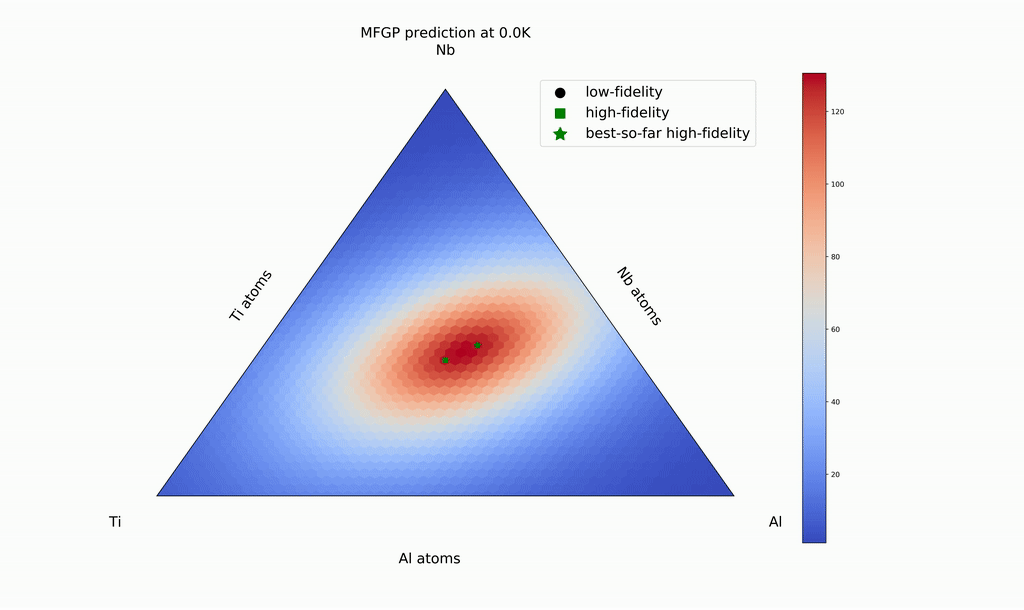 MFGP prediction at 0.0K
Nb
low-fidelity
high-fidelity
best-so-far high-fidelity
120
100
80
60
40
20
Ti atoms
Nb atoms
Ti
Al
Al atoms